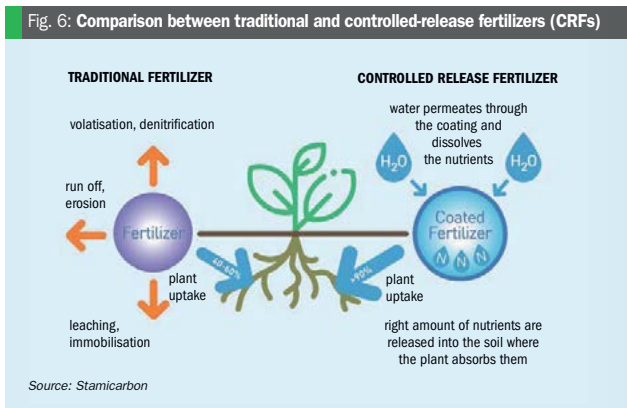 Fig. 6: Comparison between traditional and controlled-release fertilizers (CRFs)
TRADITIONAL FERTILIZER
volatisation, denitrification
run off,
erosion
Fertilizer
40-60%
plant
uptake
leaching,
immobilisation
CONTROLLED RELEASE FERTILIZER
water permeates through
the coating and
dissolves
the nutrients
H₂O
H₂O
Coated
Fertilizer
N N N
>90%
plant
uptake
right amount of nutrients are
released into the soil where
the plant absorbs them
Source: Stamicarbon